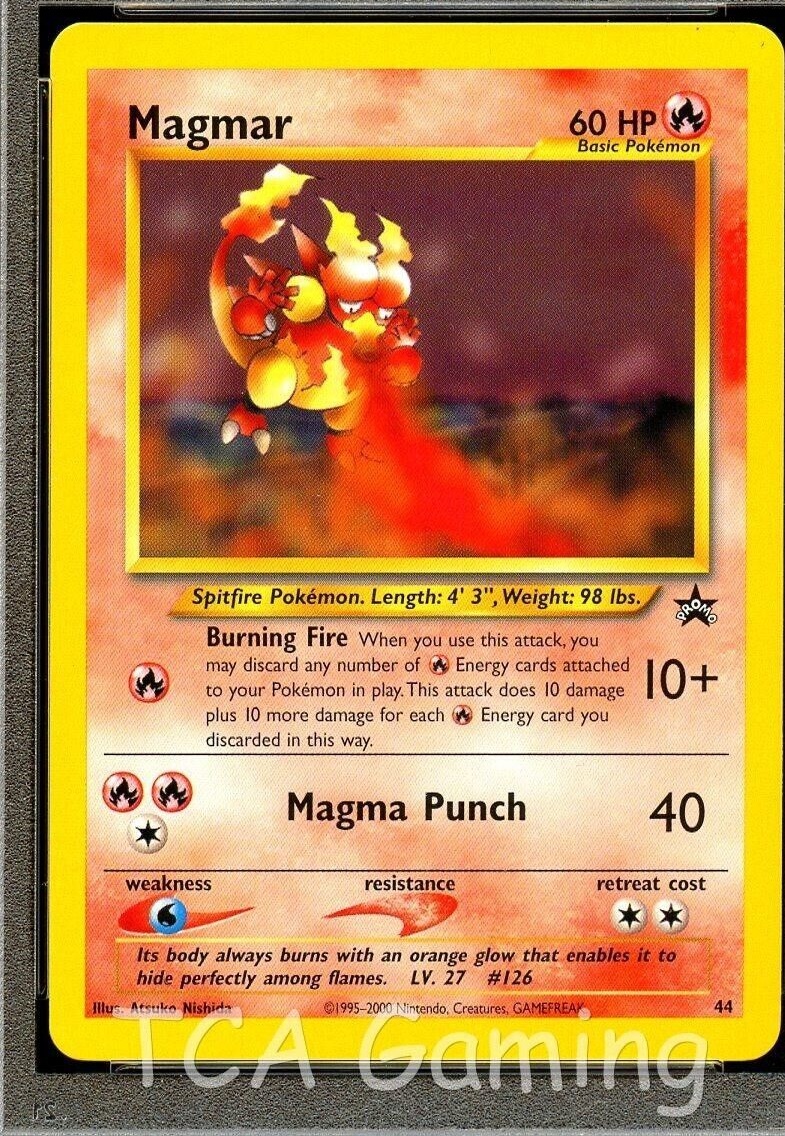 Magmar
60 HP
Basic Pokémon
Spitfire Pokémon. Length: 4' 3", Weight: 98 lbs.
PROMO
Burning Fire When you use this attack, you
may discard any number of Energy cards attached
to your Pokémon in play. This attack does 10 damage
plus 10 more damage for each Energy card you
discarded in this way.
10+
Magma Punch
40
weakness resistance retreat cost
Its body always burns with an orange glow that enables it to
hide perfectly among flames. LV. 27 #126
Illus. Atsuko Nishida ©1995-2000 Nintendo, Creatures, GAMEFREAK 44
TCA Gaming